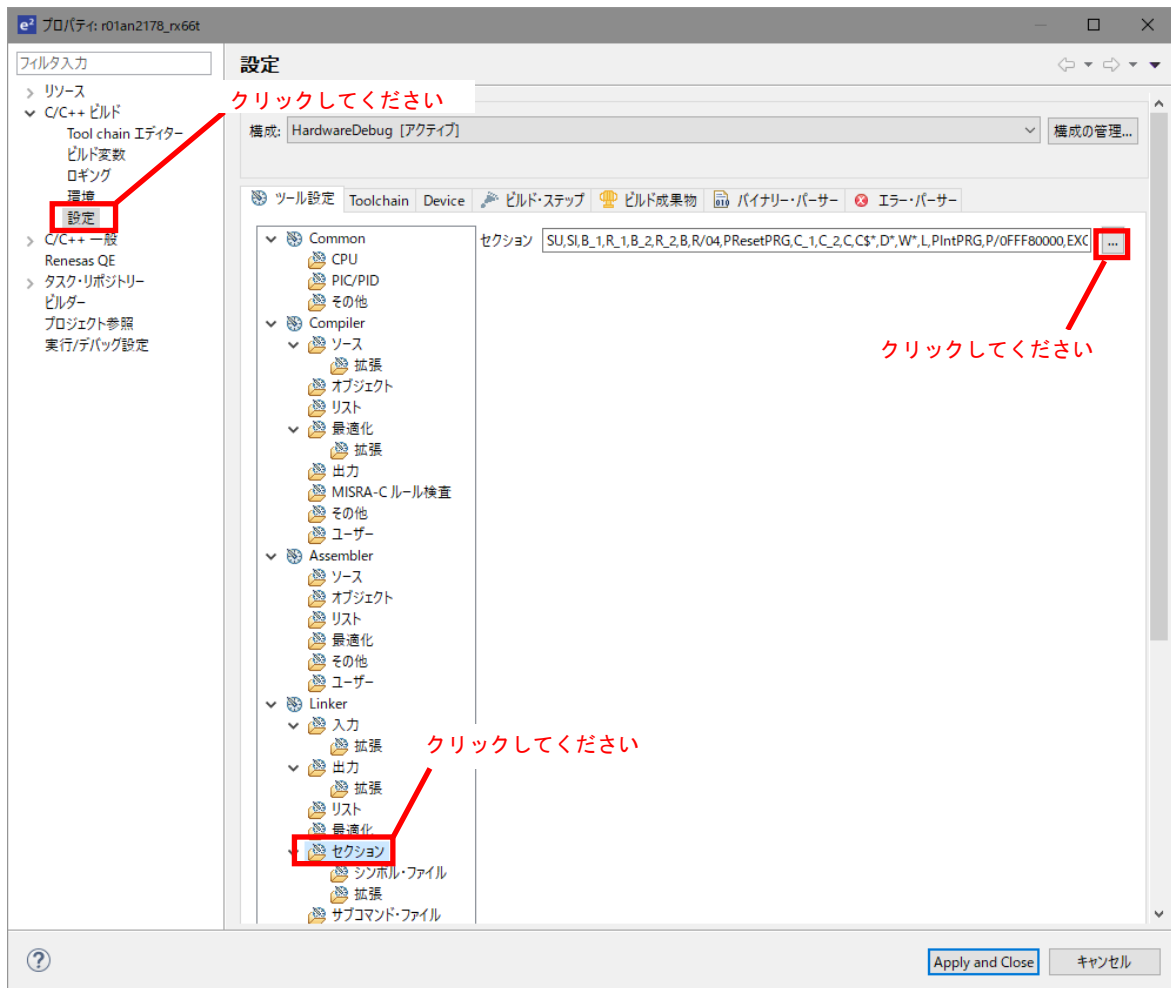 e² プロパティ: r01an2178_rx66t
フィルタ入力
設定
リソース
クリックしてください
C/C++ ビルド
Tool chain エディター
構成: HardwareDebug [アクティブ] 構成の管理...
ビルド変数
ロギング
環境
ツール設定 Toolchain Device ビルド・ステップ ビルド成果物 バイナリー・パーサー エラー・パーサー
設定
C/C++ 一般
Renesas QE
タスク・リポジトリー
ビルダー
プロジェクト参照
実行/デバッグ設定
Common
CPU
PIC/PID
その他
Compiler
ソース
拡張
オブジェクト
リスト
最適化
拡張
出力
MISRA-C ルール検査
その他
ユーザー
Assembler
ソース
オブジェクト
リスト
最適化
その他
ユーザー
Linker
入力
拡張
出力
拡張
リスト
最適化
セクション
シンボル・ファイル
拡張
サブコマンド・ファイル
セクション SU,SI,B_1,R_1,B_2,R_2,B,R/04,PResetPRG,C_1,C_2,C,C$*,D*,W*,L,PIntPRG,P/0FFF80000,EXC ...
クリックしてください
クリックしてください
? Apply and Close キャンセル